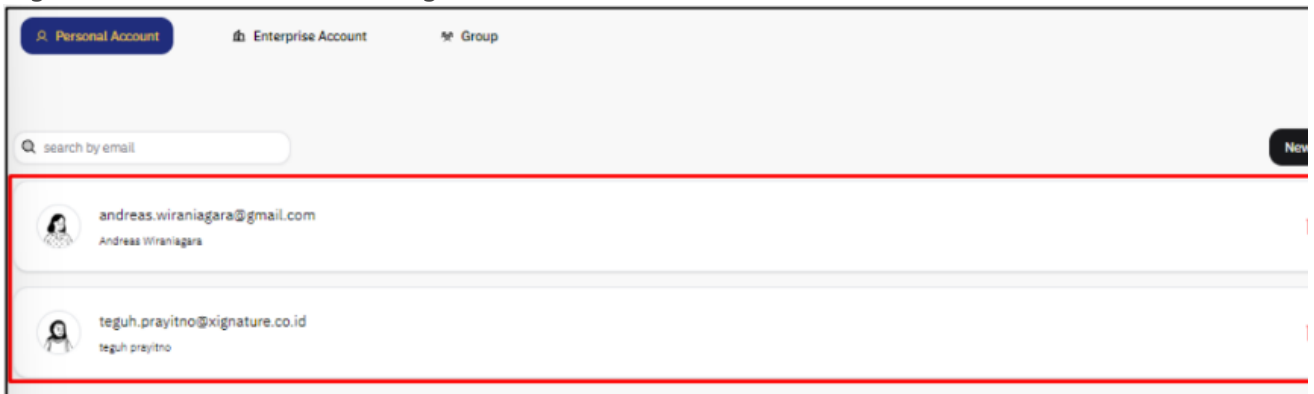 Personal Account Enterprise Account Group
search by email New
andreas.wiraniagara@gmail.com
Andreas Wiraniagara
teguh.prayitno@xignature.co.id
teguh prayitno